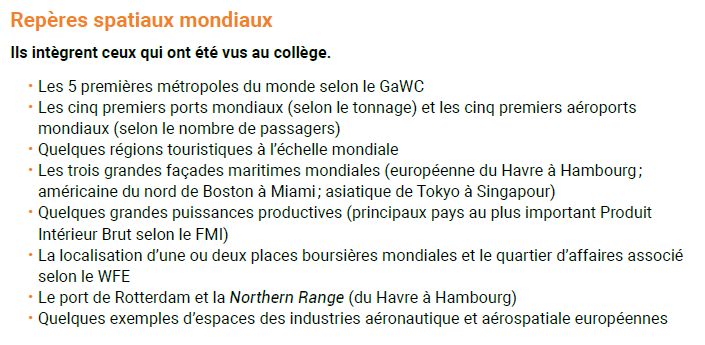 Repères spatiaux mondiaux
Ils intègrent ceux qui ont été vus au collège.
• Les 5 premières métropoles du monde selon le GaWC
• Les cinq premiers ports mondiaux (selon le tonnage) et les cinq premiers aéroports
mondiaux (selon le nombre de passagers)
• Quelques régions touristiques à l’échelle mondiale
• Les trois grandes façades maritimes mondiales (européenne du Havre à Hambourg ;
américaine du nord de Boston à Miami ; asiatique de Tokyo à Singapour)
• Quelques grandes puissances productives (principaux pays au plus important Produit
Intérieur Brut selon le FMI)
• La localisation d’une ou deux places boursières mondiales et le quartier d’affaires associé
selon le WFE
• Le port de Rotterdam et la Northern Range (du Havre à Hambourg)
• Quelques exemples d’espaces des industries aéronautique et aérospatiale européennes